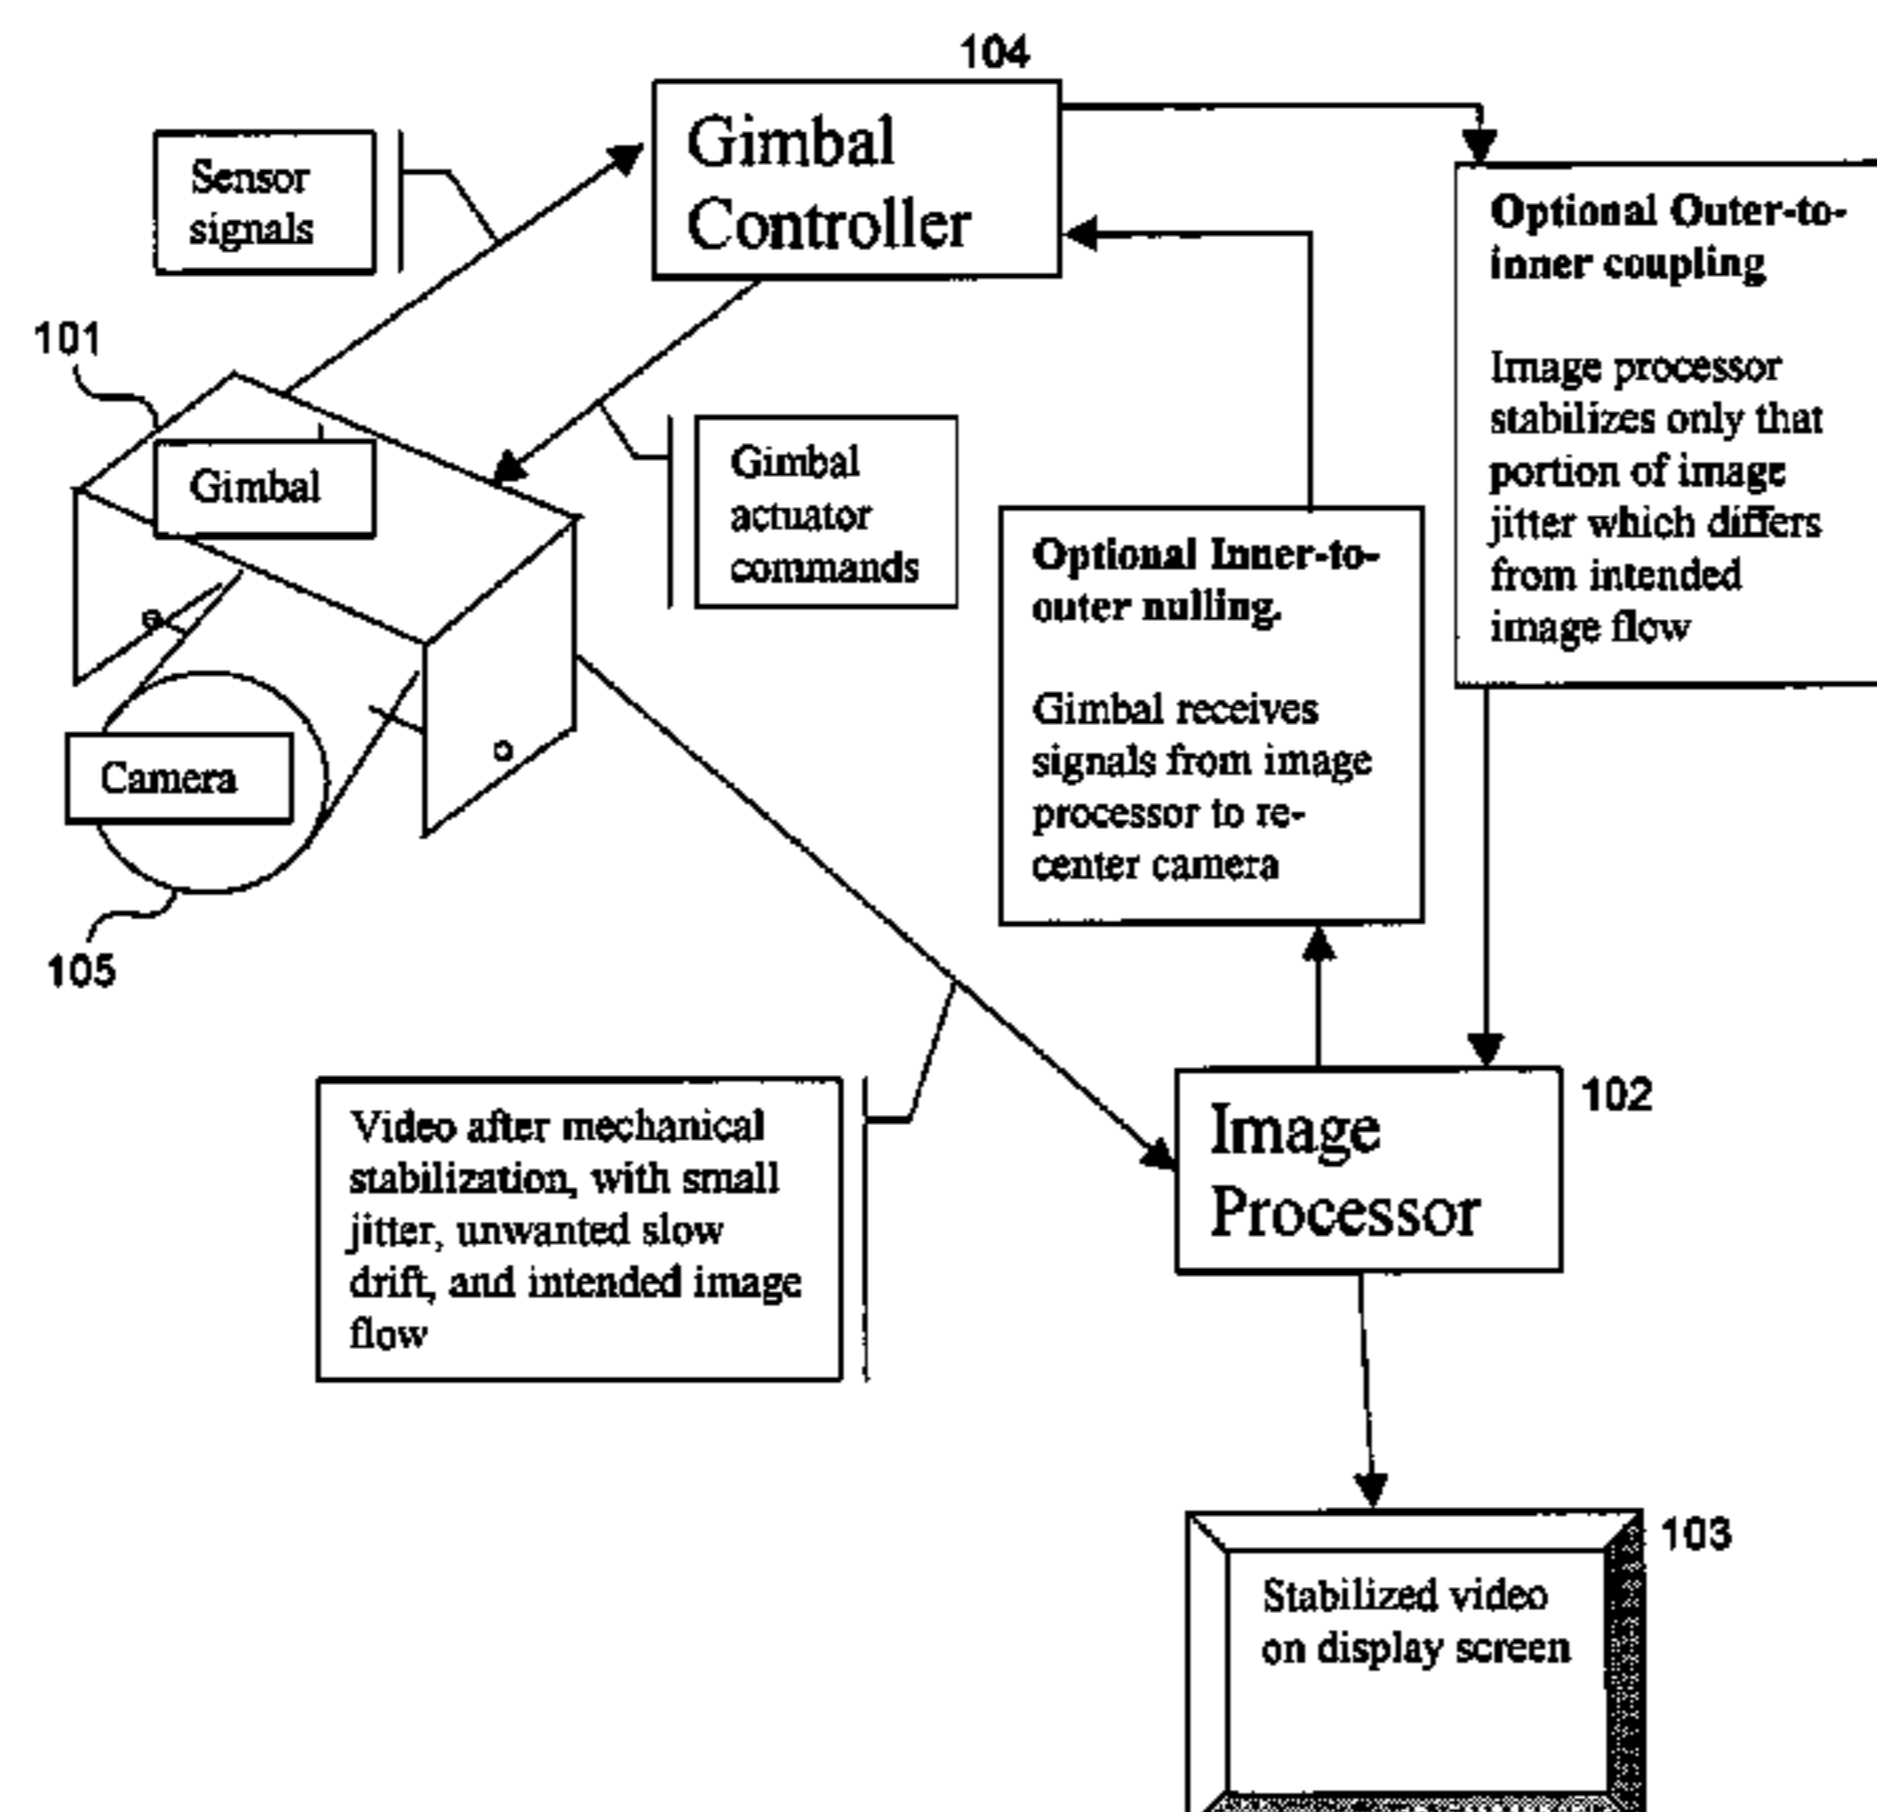 104
Gimbal
Controller
Sensor
signals
Optional Outer-to-
inner coupling
Image processor
stabilizes only that
portion of image
jitter which differs
from intended
image flow
101
Gimbal
Gimbal
actuator
commands
Optional Inner-to-
outer nulling.
Gimbal receives
signals from image
processor to re-
center camera
Camera
105
Video after mechanical
stabilization, with small
jitter, unwanted slow
drift, and intended image
flow
102
Image
Processor
103
Stabilized video
on display screen